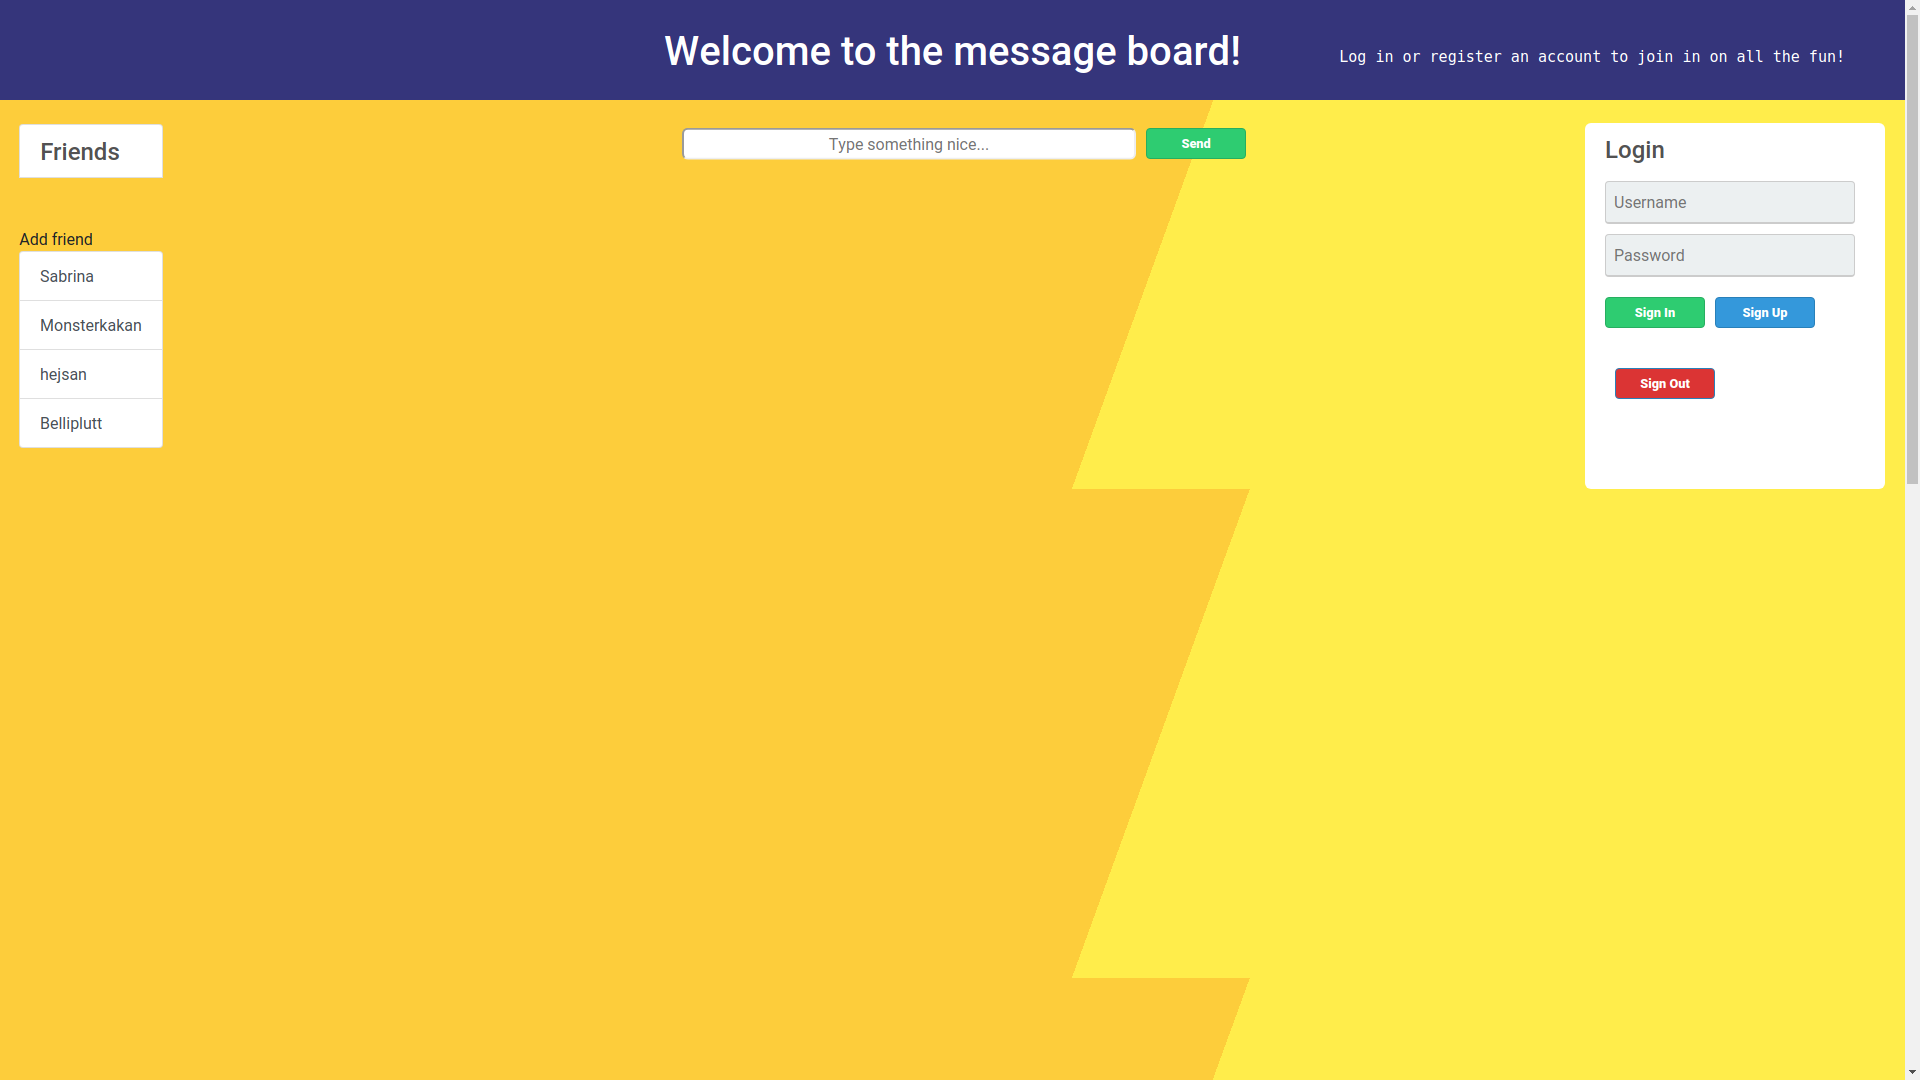 Welcome to the message board!
Log in or register an account to join in on all the fun!
Friends
Add friend
Sabrina
Monsterkakan
hejsan
Belliplutt
Type something nice...
Send
Login
Username
Password
Sign In
Sign Up
Sign Out